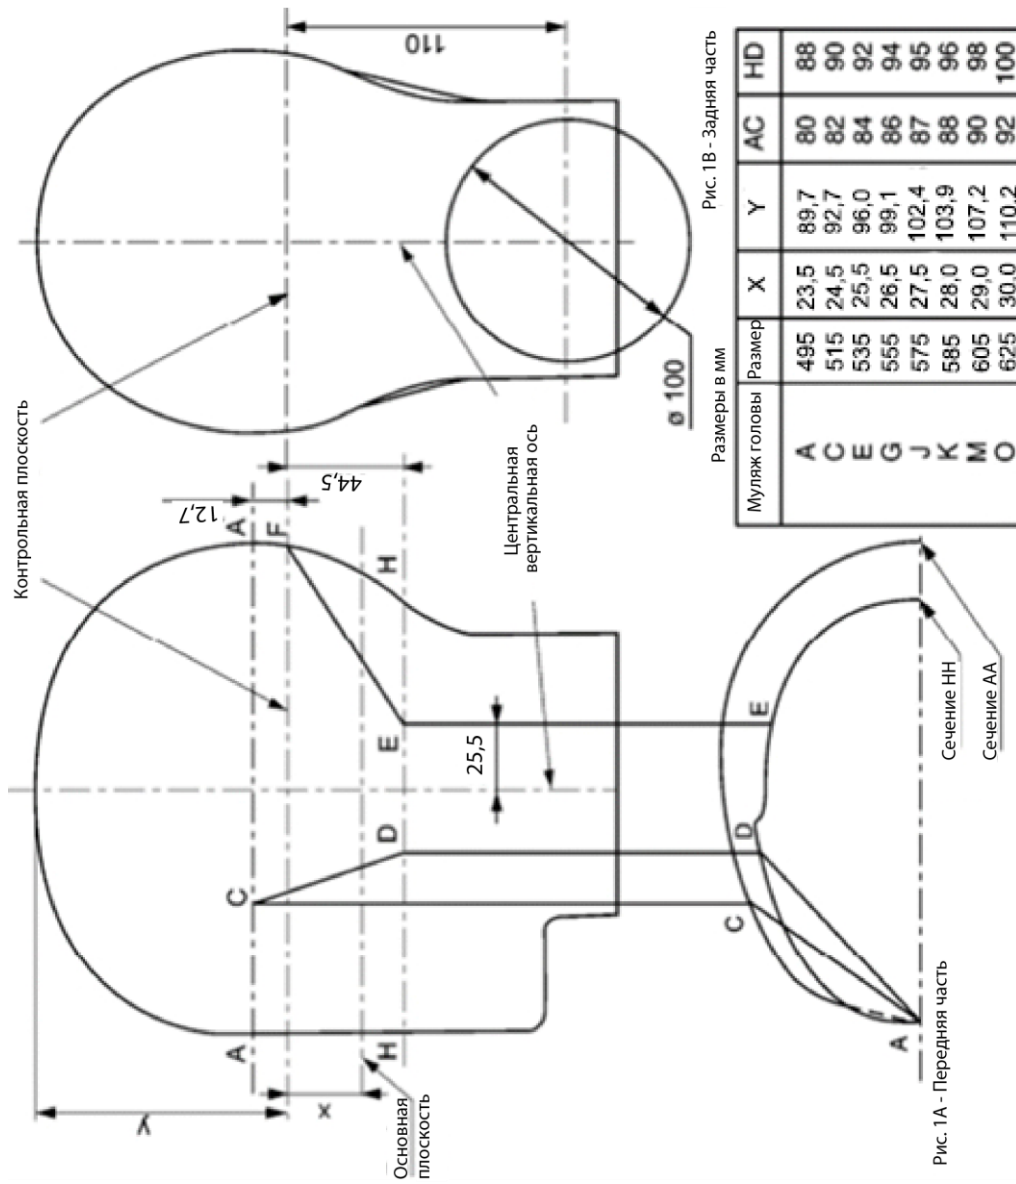 Контрольная плоскость
110
Y
A
C
A
F
12,7
44,5
X
Основная
плоскость
H
D
E
H
25,5
Центральная
вертикальная ось
ø 100
Рис. 1B - Задняя часть
C
D
E
A
Сечение HH
Сечение AA
Рис. 1A - Передняя часть
Размеры в мм
Муляж головы Размер X Y AC HD
A 495 23,5 89,7 80 88
C 515 24,5 92,7 82 90
E 535 25,5 96,0 84 92
G 555 26,5 99,1 86 94
J 575 27,5 102,4 87 95
K 585 28,0 103,9 88 96
M 605 29,0 107,2 90 98
O 625 30,0 110,2 92 100